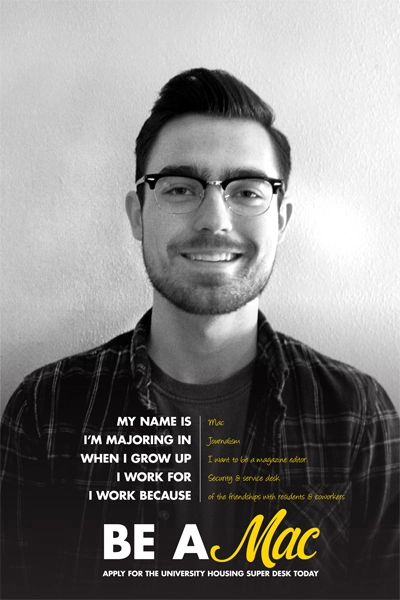 MY NAME IS Mac
I'M MAJORING IN Journalism
WHEN I GROW UP I want to be a magazine editor
I WORK FOR Security & service desk
I WORK BECAUSE of the friendships with residents & coworkers
BE A Mac
APPLY FOR THE UNIVERSITY HOUSING SUPER DESK TODAY